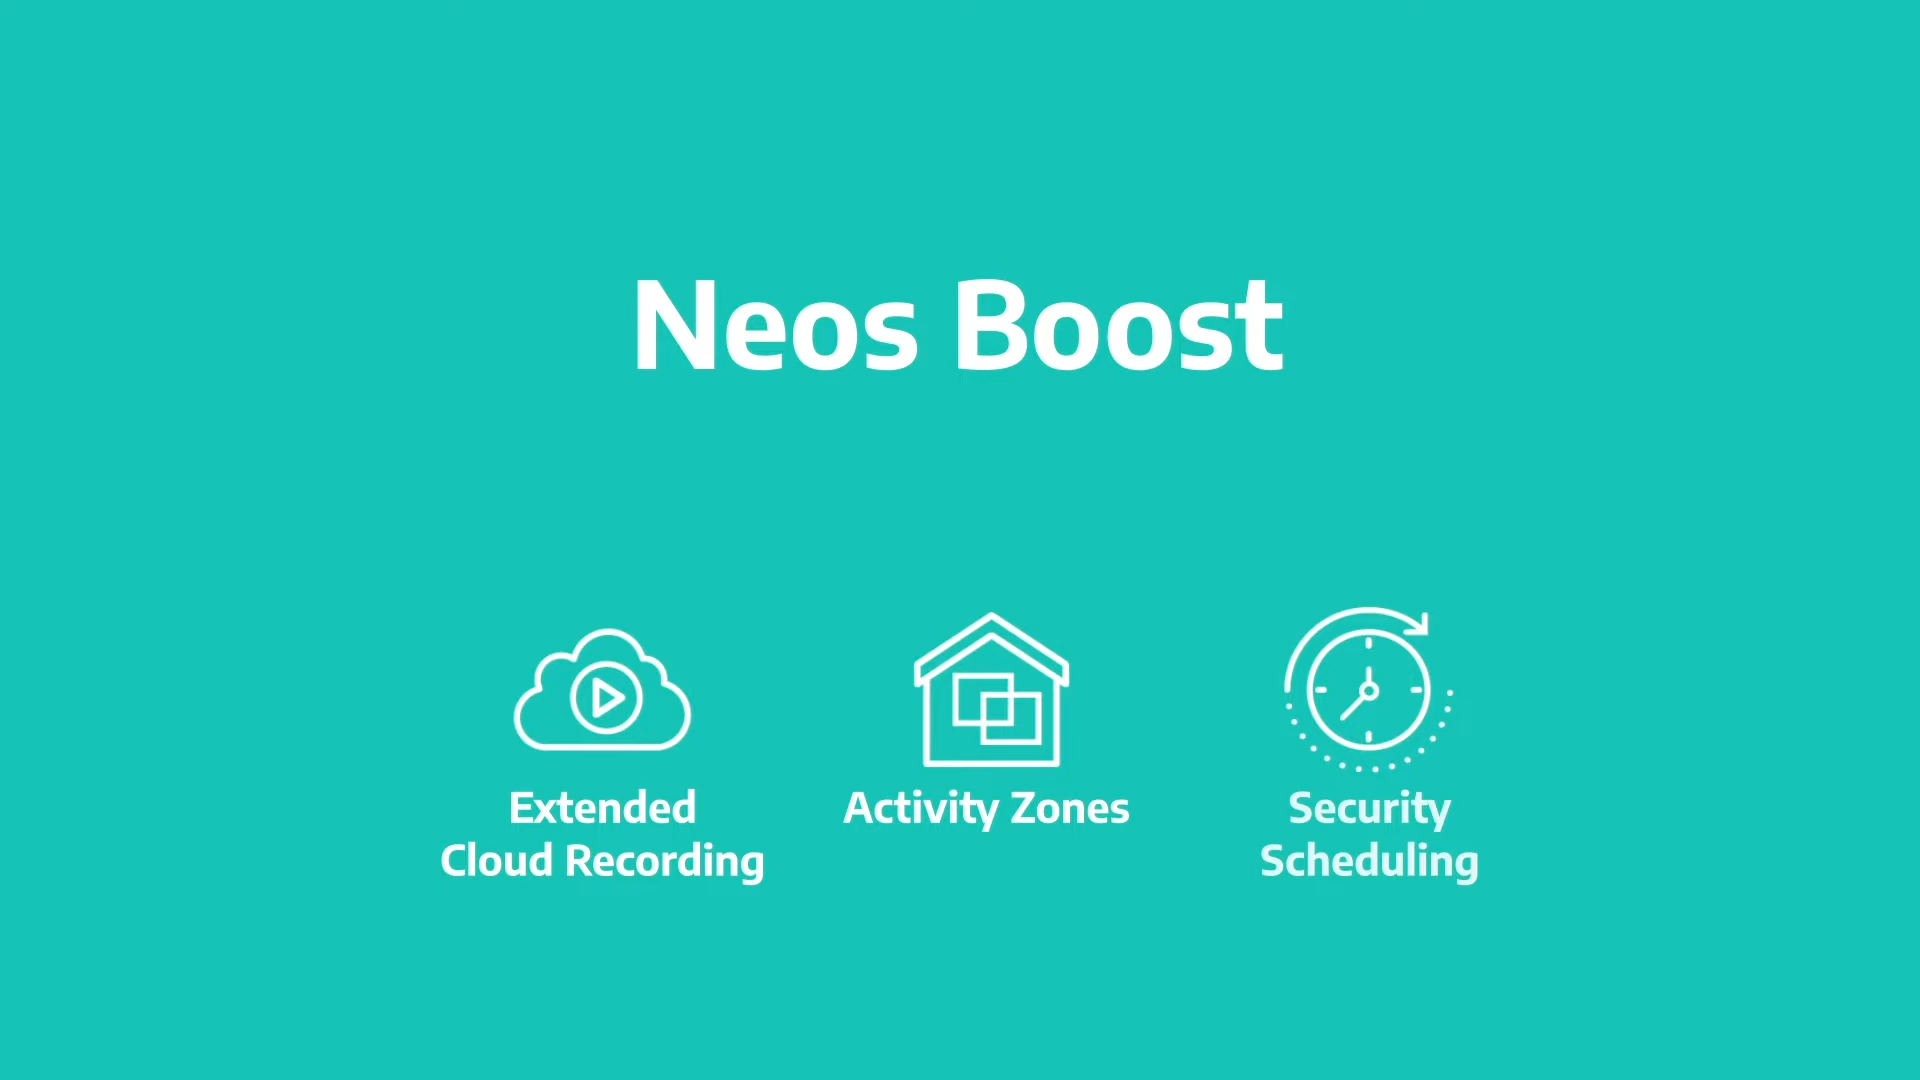 Neos Boost
Extended
Cloud Recording
Activity Zones
Security
Scheduling